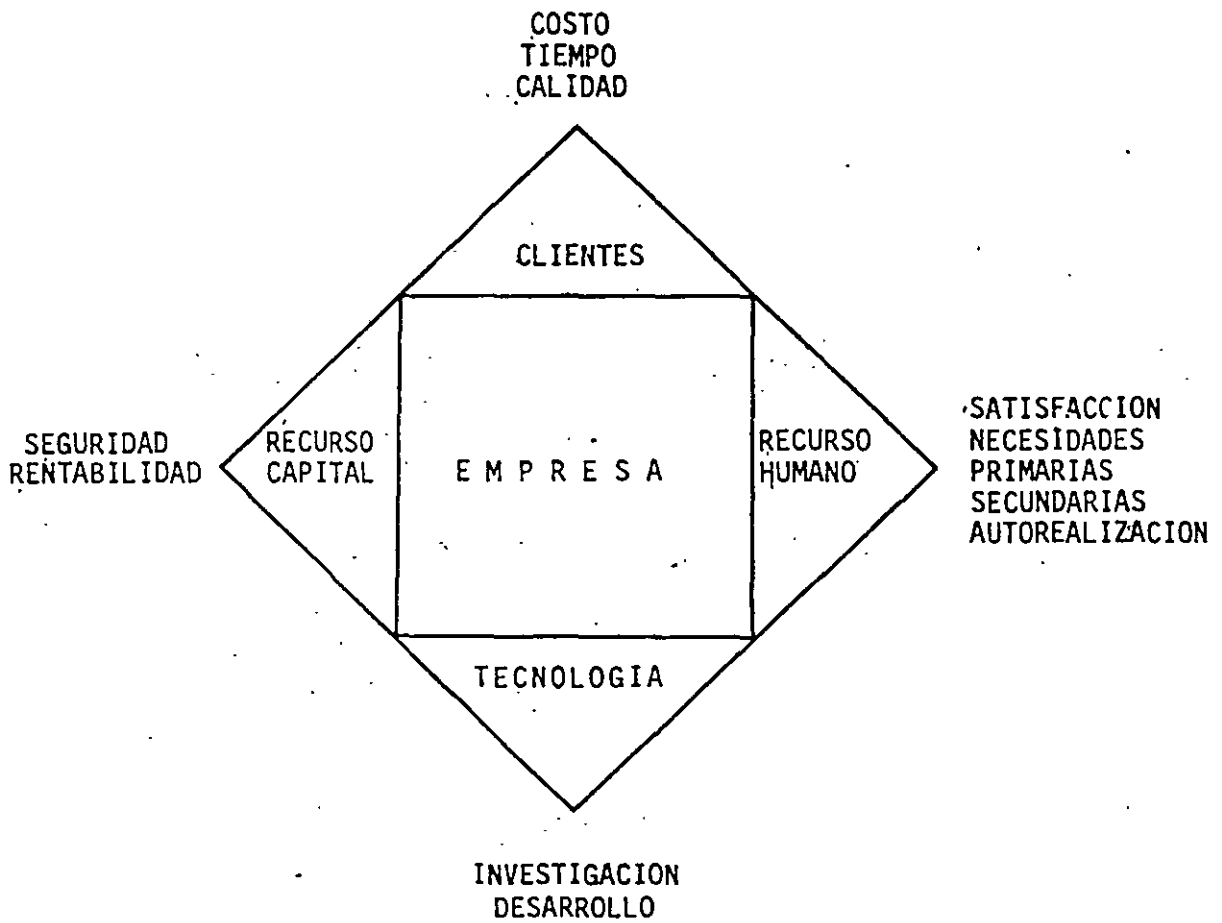 COSTO
TIEMPO
CALIDAD
CLIENTES
SEGURIDAD
RENTABILIDAD
RECURSO
CAPITAL
E M P R E S A
RECURSO
HUMANO
SATISFACCION
NECESIDADES
PRIMARIAS
SECUNDARIAS
AUTOREALIZACION
TECNOLOGIA
INVESTIGACION
DESARROLLO